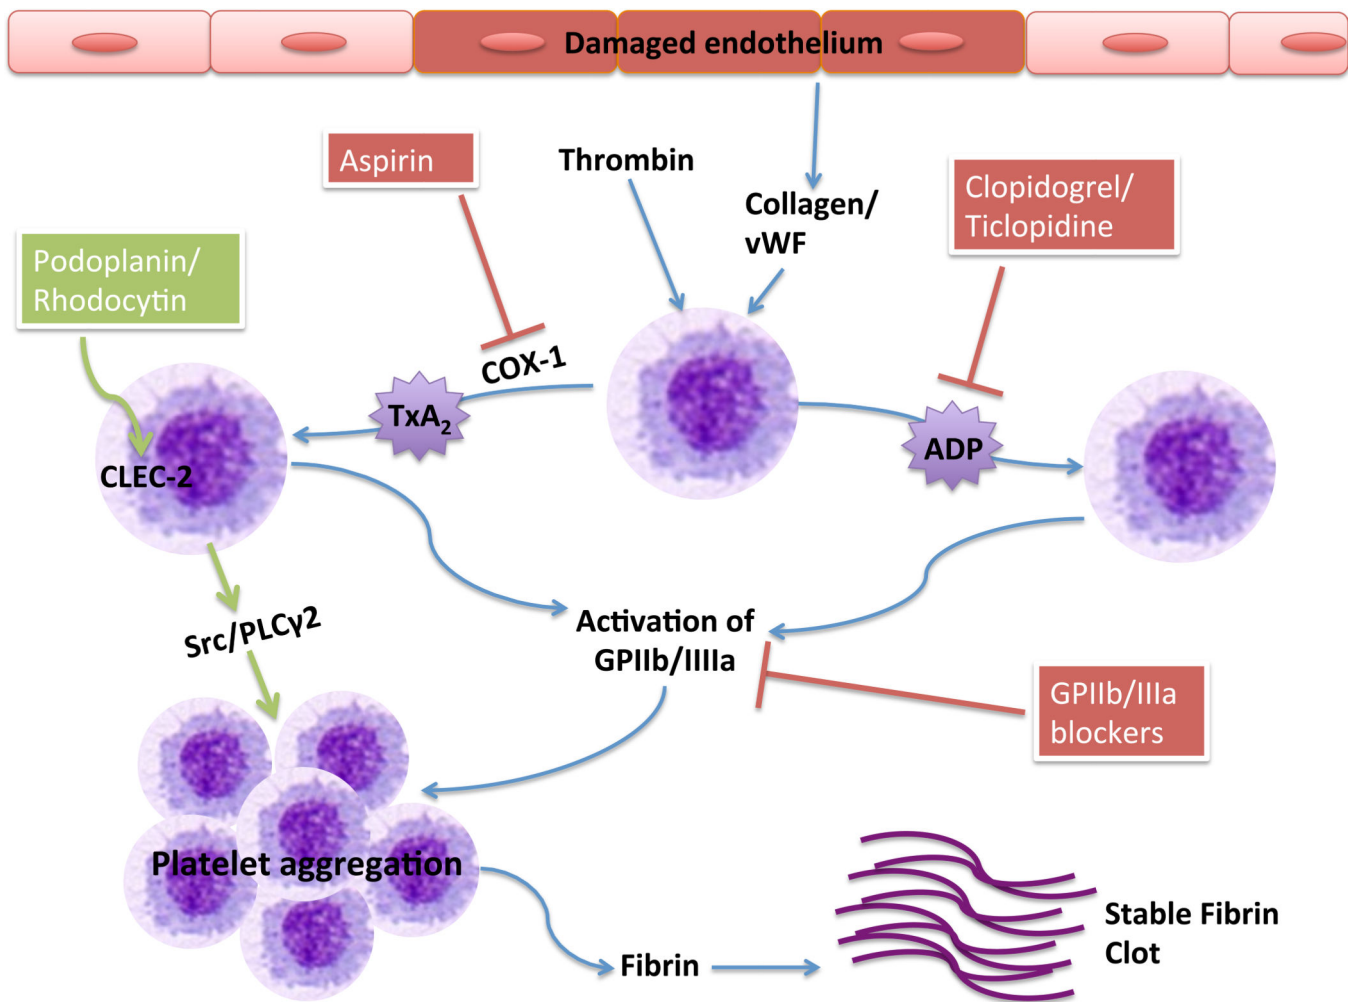 Damaged endothelium
Aspirin
Thrombin
Collagen/
vWF
Clopidogrel/
Ticlopidine
Podoplanin/
Rhodocytin
COX-1
TxA₂
ADP
CLEC-2
Src/PLCγ2
Activation of
GPIIb/IIIIa
GPIIb/IIIa
blockers
Platelet aggregation
Fibrin
Stable Fibrin
Clot